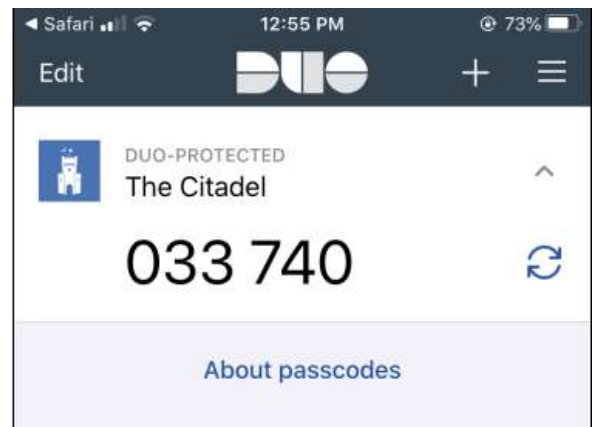 ◀ Safari 12:55 PM 73%
Edit DUO
DUO-PROTECTED
The Citadel
033 740
About passcodes